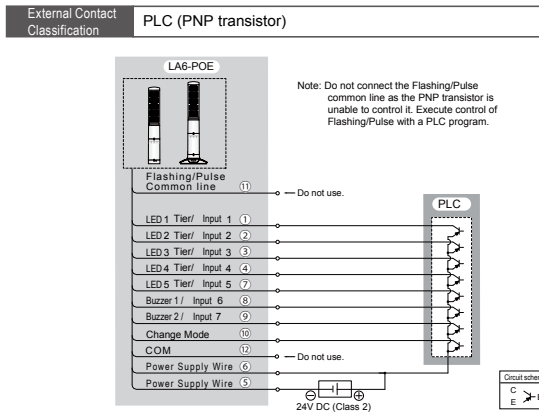 External Contact
Classification
PLC (PNP transistor)
LA6-POE
Note: Do not connect the Flashing/Pulse
common line as the PNP transistor is
unable to control it. Execute control of
Flashing/Pulse with a PLC program.
Flashing/Pulse
Common line ⑪
Do not use.
PLC
LED 1 Tier/ Input 1 ①
LED 2 Tier/ Input 2 ②
LED 3 Tier/ Input 3 ③
LED 4 Tier/ Input 4 ④
LED 5 Tier/ Input 5 ⑦
Buzzer 1 / Input 6 ⑧
Buzzer 2 / Input 7 ⑨
Change Mode ⑩
COM ⑫
Do not use.
Power Supply Wire ⑥
Power Supply Wire ⑤
⊖ ⊕
24V DC (Class 2)
C
E